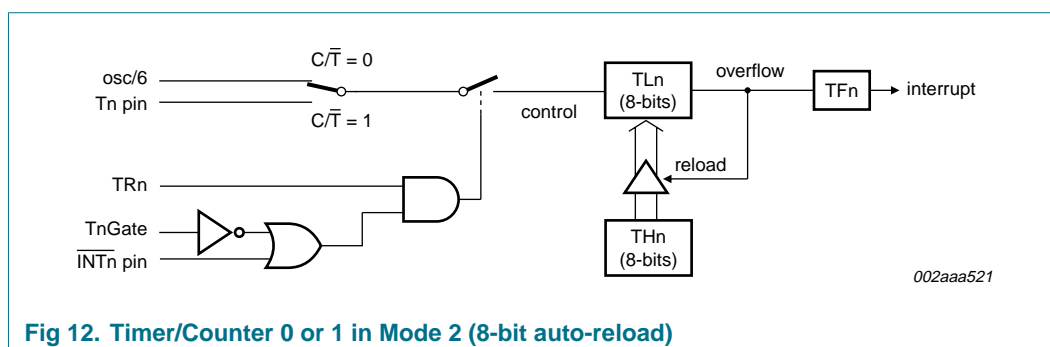 C/T̅ = 0
osc/6
Tn pin
C/T̅ = 1
control
TLn
(8-bits)
overflow
TFn
interrupt
reload
TRn
TnGate
I̅N̅T̅n̅ pin
THn
(8-bits)
002aaa521
Fig 12. Timer/Counter 0 or 1 in Mode 2 (8-bit auto-reload)